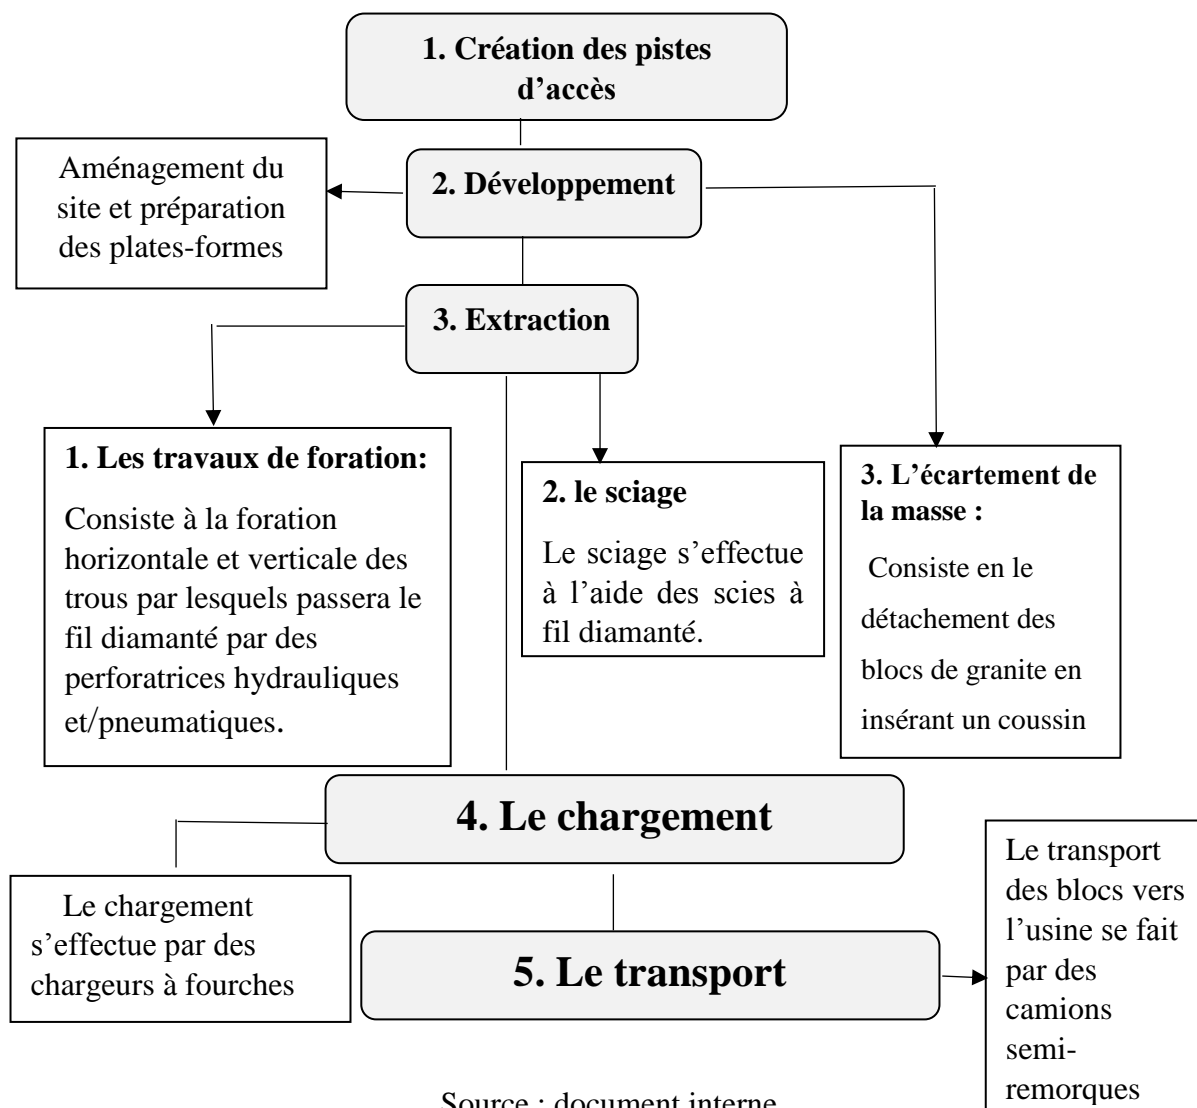 1. Création des pistes
d’accès
Aménagement du
site et préparation
des plates-formes
2. Développement
3. Extraction
1. Les travaux de foration:
Consiste à la foration
horizontale et verticale des
trous par lesquels passera le
fil diamanté par des
perforatrices hydrauliques
et/pneumatiques.
2. le sciage
Le sciage s’effectue
à l’aide des scies à
fil diamanté.
3. L’écartement de
la masse :
Consiste en le
détachement des
blocs de granite en
insérant un coussin
4. Le chargement
Le chargement
s’effectue par des
chargeurs à fourches
5. Le transport
Le transport
des blocs vers
l’usine se fait
par des
camions
semi-
remorques
Source : document interne